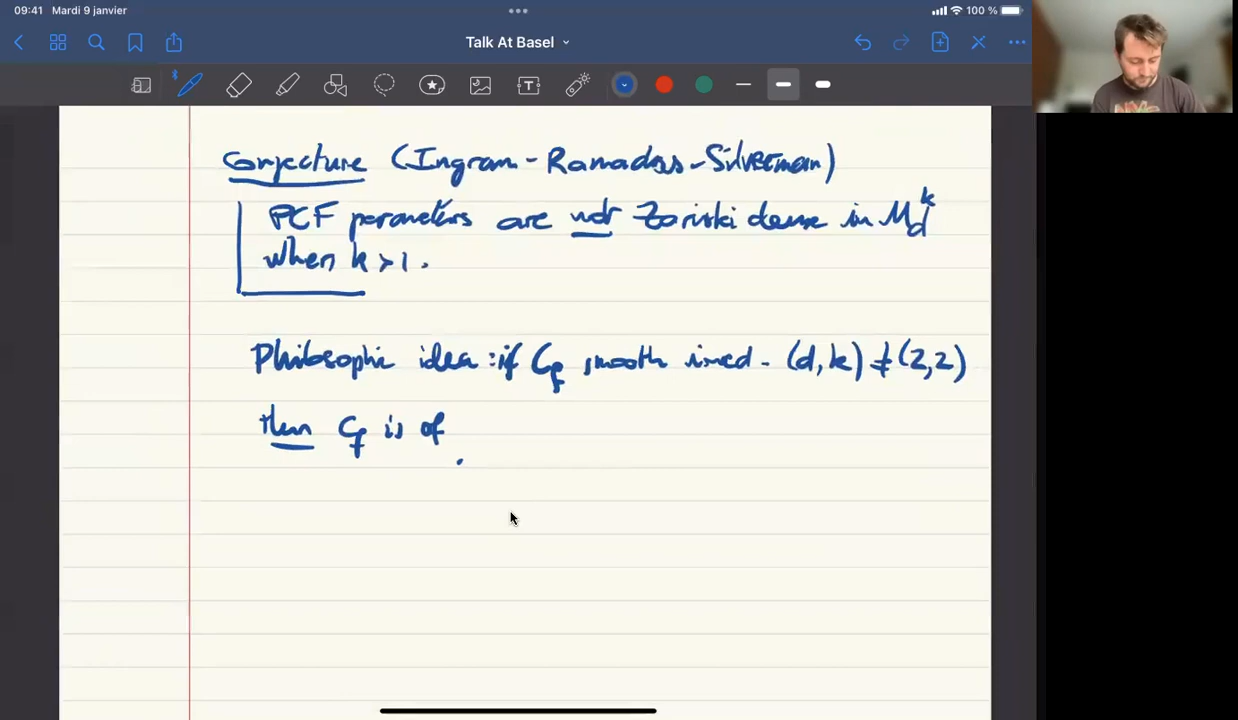 09:41 Mardi 9 janvier
100 %
Talk At Basel
Conjecture (Ingram-Ramadas-Silverman)
PCF parameters are not Zariski dense in M_d^k
when k > 1.
Philosophic idea : if C_f smooth irred. (d, k) ≠ (2, 2)
then C_f is of